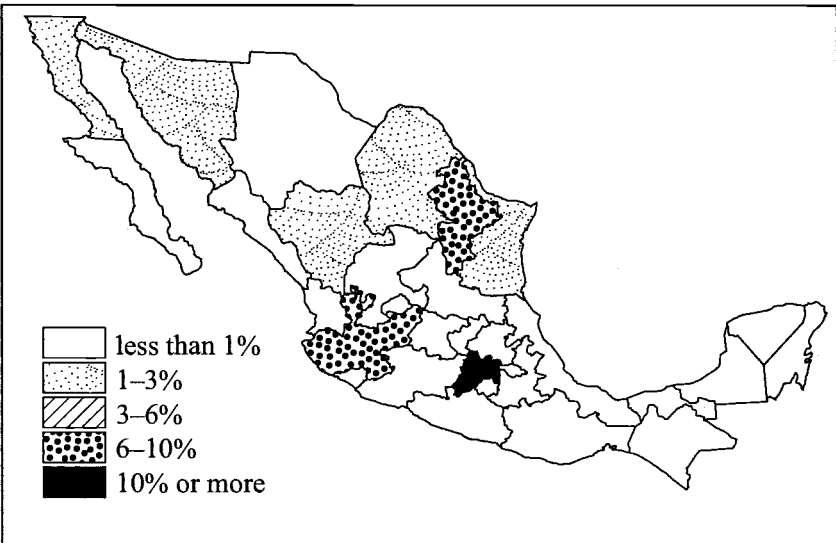 less than 1%
1–3%
3–6%
6–10%
10% or more